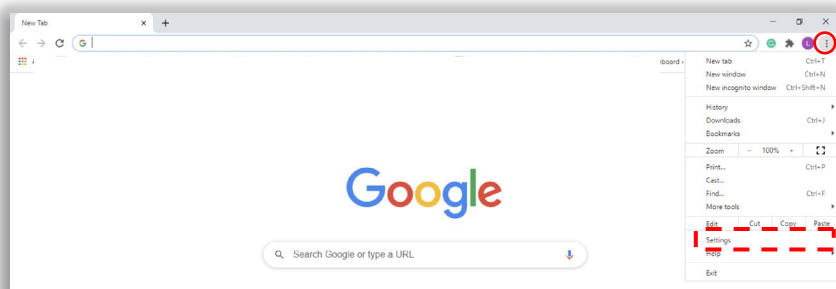 New Tab
G
L
board
New tab Ctrl+T
New window Ctrl+N
New incognito window Ctrl+Shift+N
History
Downloads Ctrl+J
Bookmarks
Zoom - 100% +
Print... Ctrl+P
Cast...
Find... Ctrl+F
More tools
Edit Cut Copy Paste
Settings
Help
Exit
Google
Search Google or type a URL